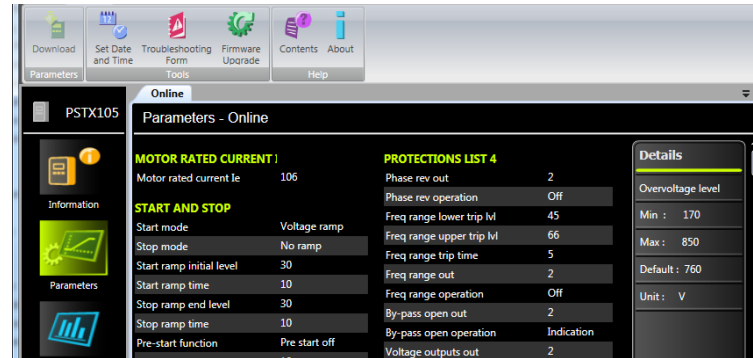 Download
Set Date and Time
Troubleshooting Form
Firmware Upgrade
Contents
About
Parameters
Tools
Help
Online
PSTX105
Parameters - Online
Information
Parameters
MOTOR RATED CURRENT
Motor rated current Ie 106
START AND STOP
Start mode Voltage ramp
Stop mode No ramp
Start ramp initial level 30
Start ramp time 10
Stop ramp end level 30
Stop ramp time 10
Pre-start function Pre start off
PROTECTIONS LIST 4
Phase rev out 2
Phase rev operation Off
Freq range lower trip lvl 45
Freq range upper trip lvl 66
Freq range trip time 5
Freq range out 2
Freq range operation Off
By-pass open out 2
By-pass open operation Indication
Voltage outputs out 2
Details
Overvoltage level
Min : 170
Max : 850
Default : 760
Unit : V